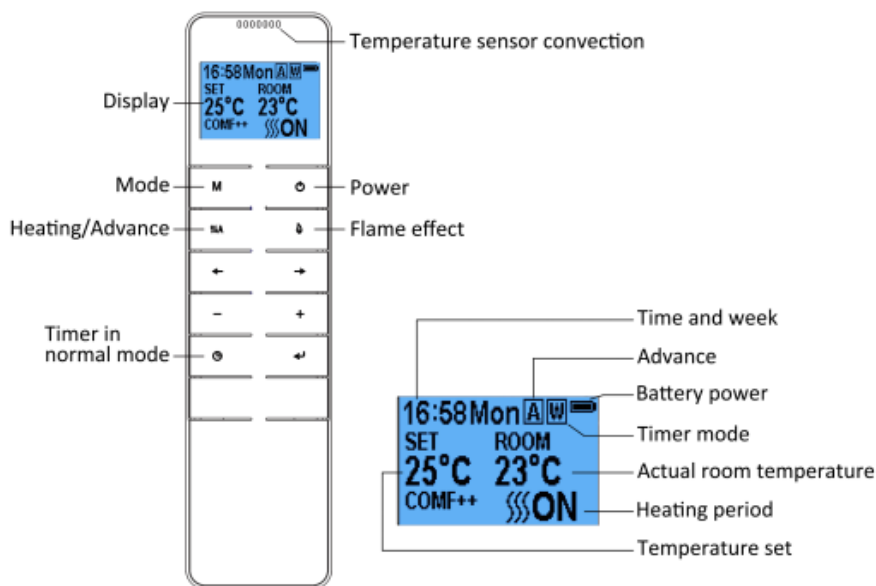 Temperature sensor convection
16:58Mon A W
SET ROOM
25°C 23°C
COMF++ ON
Display
Mode
M
Power
Heating/Advance
Flame effect
←
→
−
+
Timer in
normal mode
Time and week
Advance
Battery power
16:58Mon A W
Timer mode
SET ROOM
25°C 23°C
Actual room temperature
COMF++ ON
Heating period
Temperature set